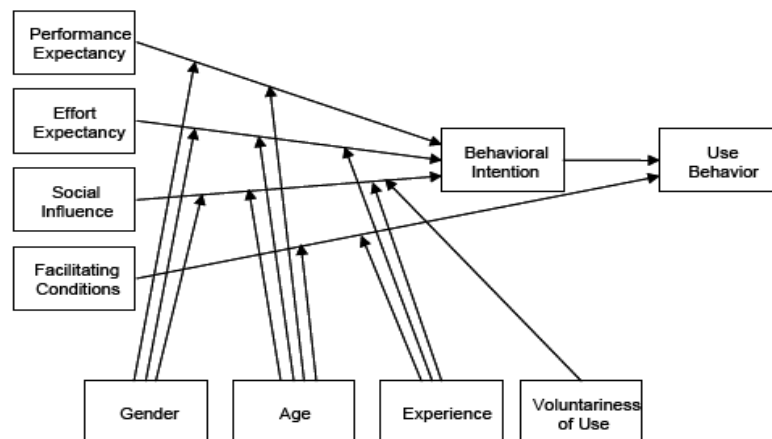 Performance
Expectancy
Effort
Expectancy
Social
Influence
Facilitating
Conditions
Behavioral
Intention
Use
Behavior
Gender
Age
Experience
Voluntariness
of Use